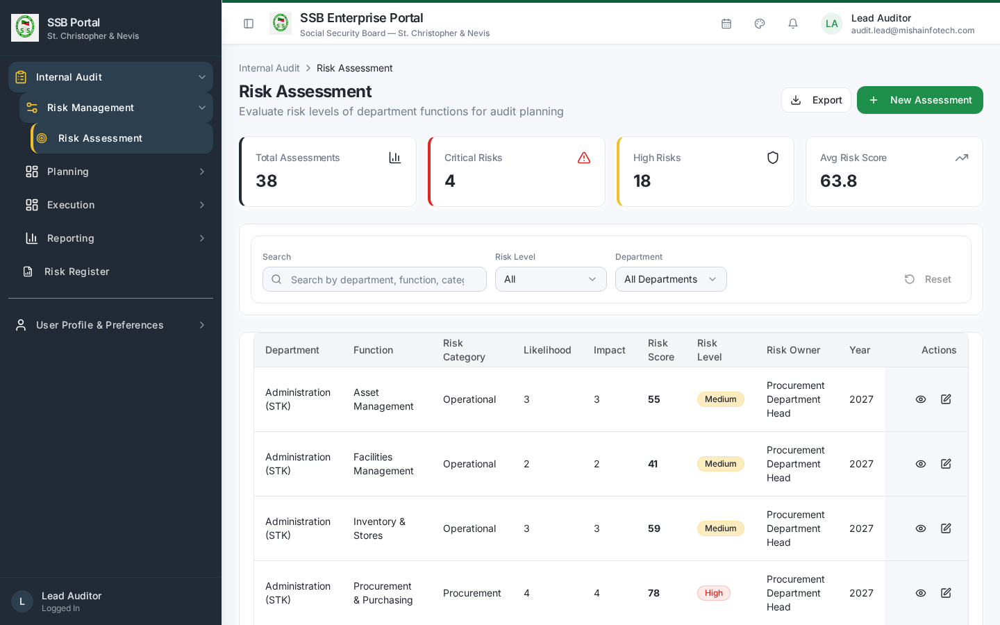 SSB Portal
St. Christopher & Nevis
Internal Audit
Risk Management
Risk Assessment
Planning
Execution
Reporting
Risk Register
User Profile & Preferences
L
Lead Auditor
Logged In
SSB Enterprise Portal
Social Security Board — St. Christopher & Nevis
LA
Lead Auditor
audit.lead@mishainfotech.com
Internal Audit > Risk Assessment
Risk Assessment
Evaluate risk levels of department functions for audit planning
Export
New Assessment
Total Assessments
38
Critical Risks
4
High Risks
18
Avg Risk Score
63.8
Search
Search by department, function, categ
Risk Level
All
Department
All Departments
Reset
Department Function Risk Category Likelihood Impact Risk Score Risk Level Risk Owner Year Actions
Administration (STK) Asset Management Operational 3 3 55 Medium Procurement Department Head 2027
Administration (STK) Facilities Management Operational 2 2 41 Medium Procurement Department Head 2027
Administration (STK) Inventory & Stores Operational 3 3 59 Medium Procurement Department Head 2027
Administration (STK) Procurement & Purchasing Procurement 4 4 78 High Procurement Department Head 2027